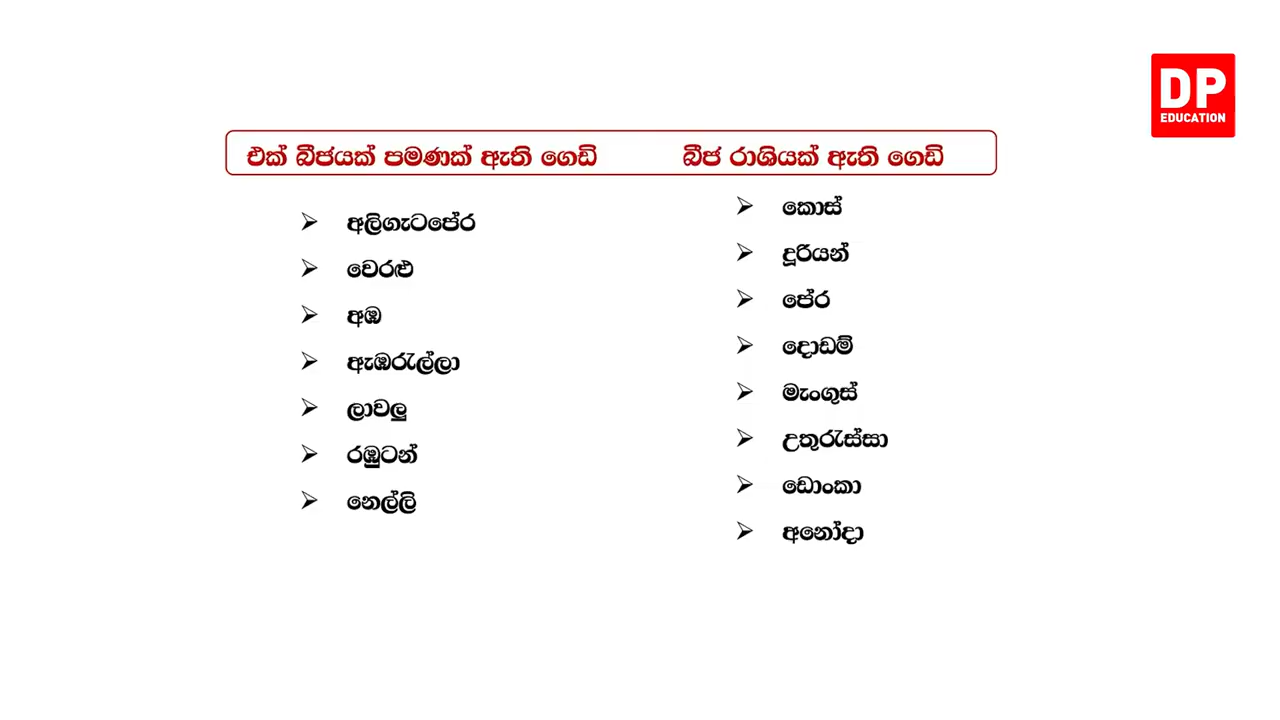 DP
EDUCATION
එක් බීජයක් පමණක් ඇති ගෙඩි
බීජ රාශියක් ඇති ගෙඩි
අලිගැටපේර
වෙරළු
අඹ
ඇඹරැල්ලා
ලාවලු
රඹුටන්
නෙල්ලි
කොස්
දූරියන්
පේර
දොඩම්
මැංගුස්
උතුරැස්සා
ඩොංකා
අනෝදා